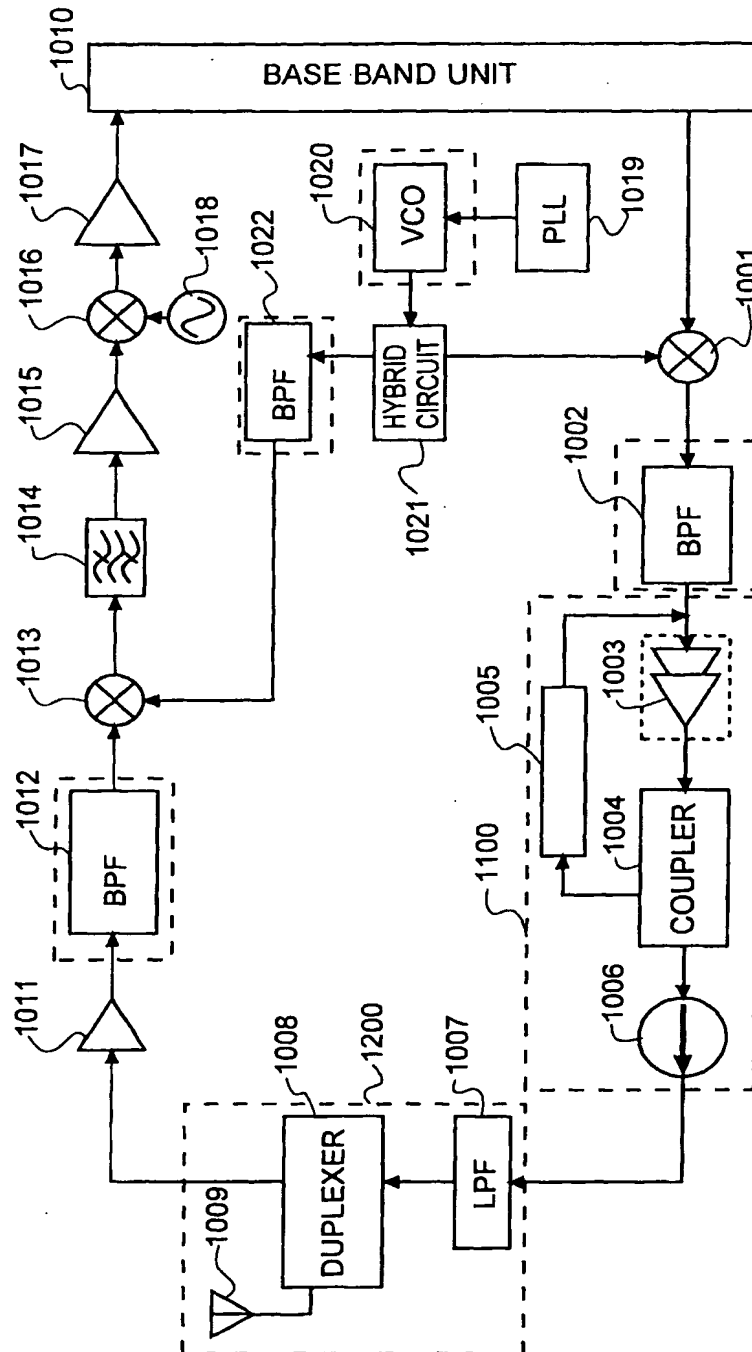 1010
BASE BAND UNIT
1017
1016
1018
1015
1014
1013
1012
BPF
1011
1020
VCO
1019
PLL
1022
BPF
HYBRID
CIRCUIT
1021
1001
1002
BPF
1003
1005
1004
COUPLER
1100
1006
1008
DUPLEXER
1200
1007
LPF
1009